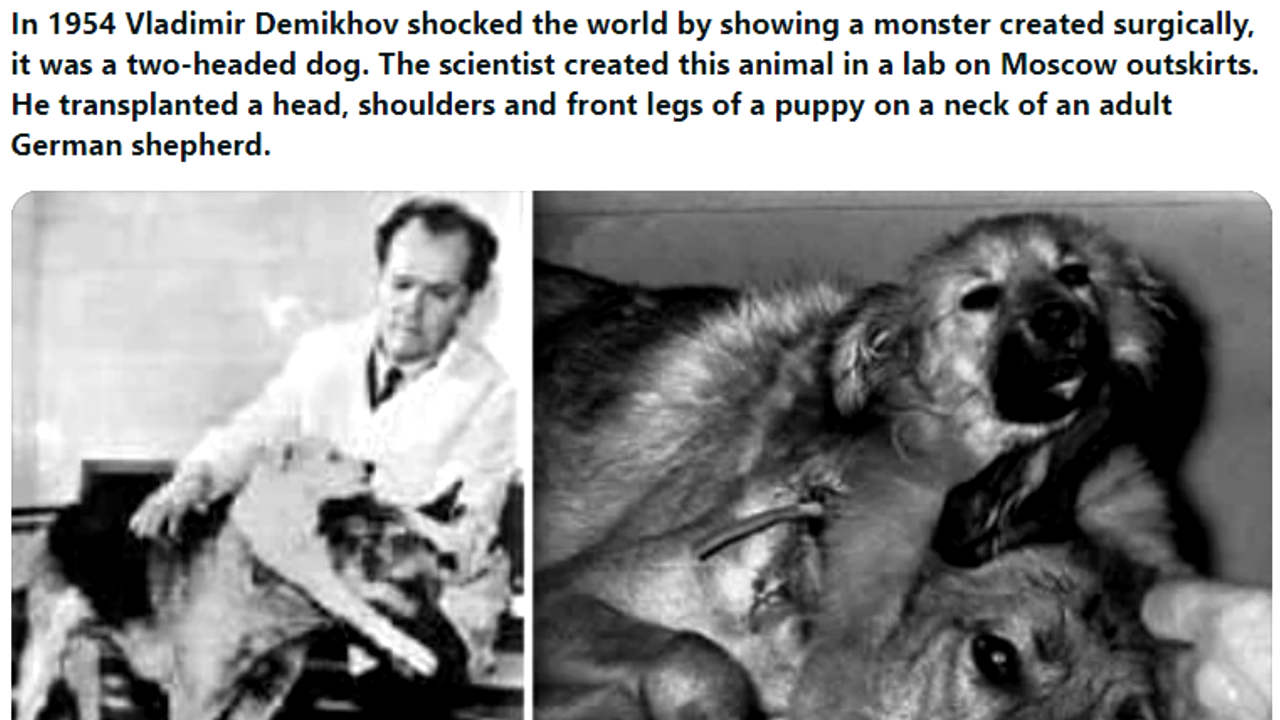 In 1954 Vladimir Demikhov shocked the world by showing a monster created surgically,
it was a two-headed dog. The scientist created this animal in a lab on Moscow outskirts.
He transplanted a head, shoulders and front legs of a puppy on a neck of an adult
German shepherd.